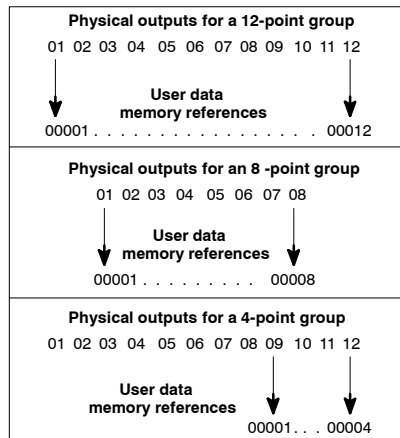 Physical outputs for a 12-point group
01 02 03 04 05 06 07 08 09 10 11 12
User data
memory references
00001 . . . . . . . . . . . . . . . . . . 00012
Physical outputs for an 8 -point group
01 02 03 04 05 06 07 08
User data
memory references
00001 . . . . . . . . . 00008
Physical outputs for a 4-point group
01 02 03 04 05 06 07 08 09 10 11 12
User data
memory references
00001 . . . 00004